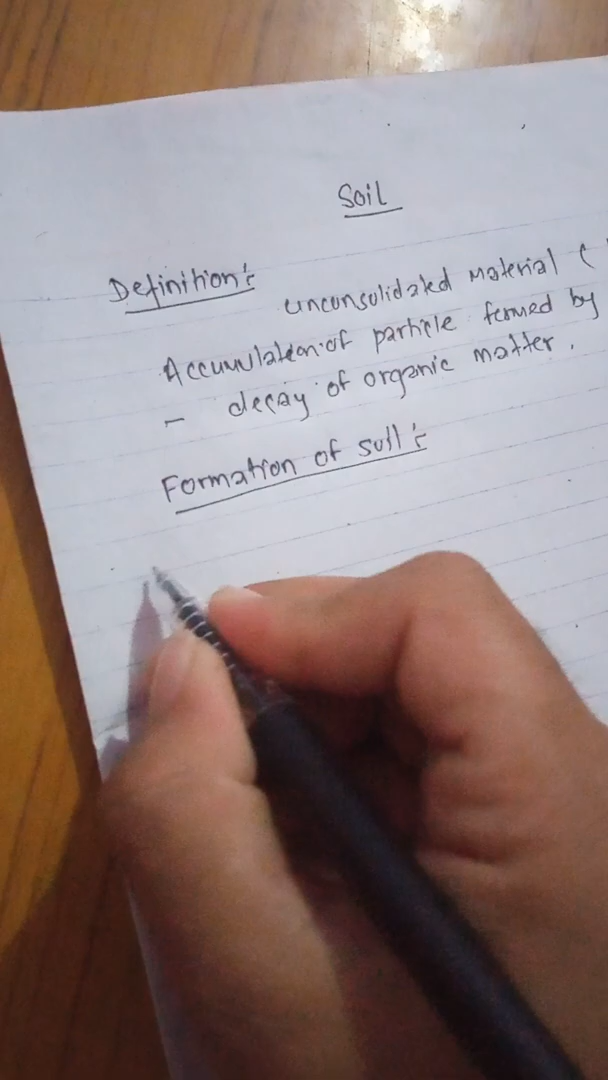 Soil
Definition:
unconsolidated material (
Accumulation of particle formed by
- decay of organic matter.
Formation of soil: